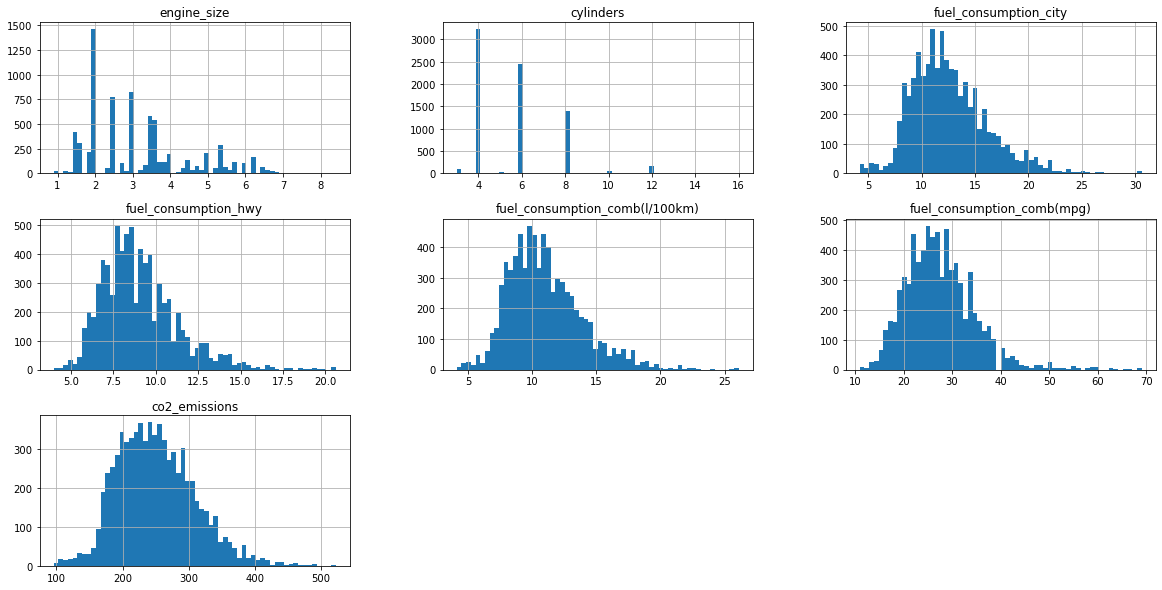 engine_size
cylinders
fuel_consumption_city
1500
1250
1000
750
500
250
0
1 2 3 4 5 6 7 8
3000
2500
2000
1500
1000
500
0
4 6 8 10 12 14 16
500
400
300
200
100
0
5 10 15 20 25 30
fuel_consumption_hwy
fuel_consumption_comb(l/100km)
fuel_consumption_comb(mpg)
500
400
300
200
100
0
5.0 7.5 10.0 12.5 15.0 17.5 20.0
400
300
200
100
0
5 10 15 20 25
500
400
300
200
100
0
10 20 30 40 50 60 70
co2_emissions
300
200
100
0
100 200 300 400 500